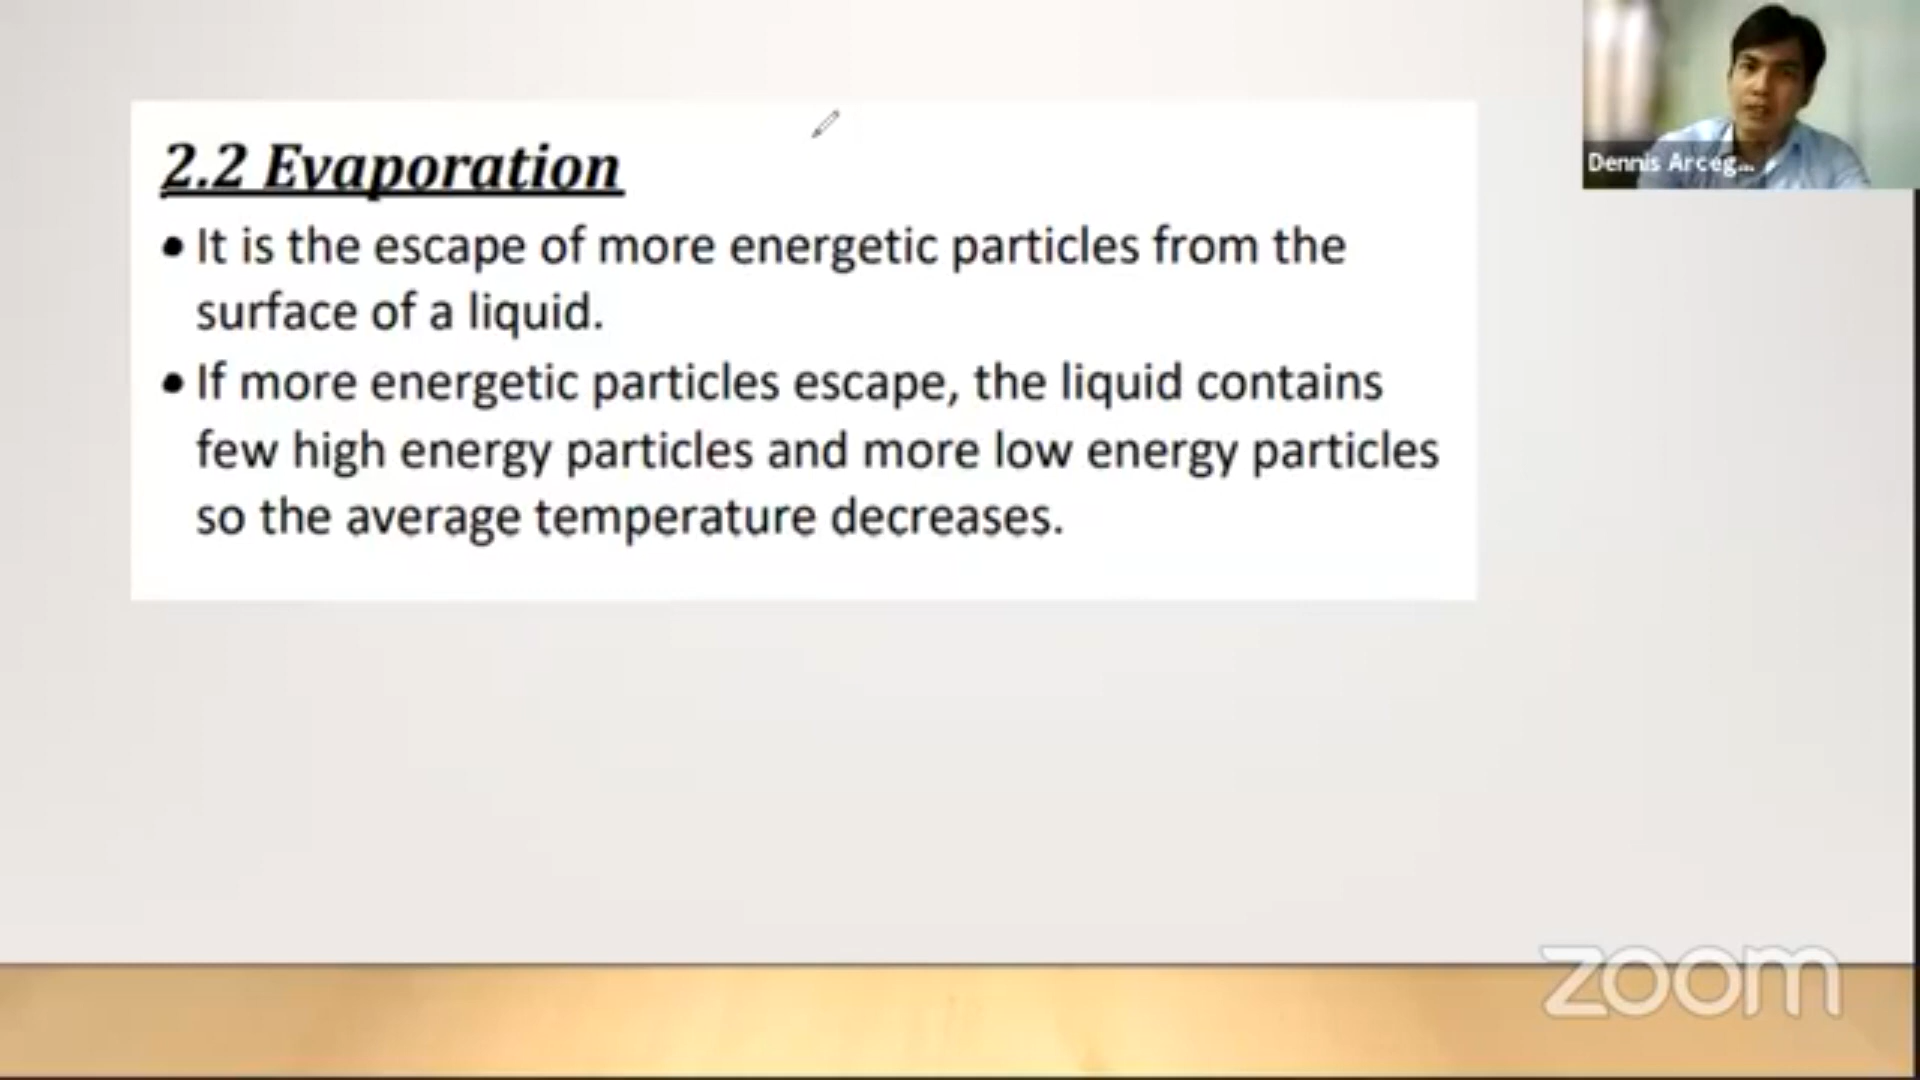 2.2 Evaporation
• It is the escape of more energetic particles from the
surface of a liquid.
• If more energetic particles escape, the liquid contains
few high energy particles and more low energy particles
so the average temperature decreases.
Dennis Arceg...
zoom